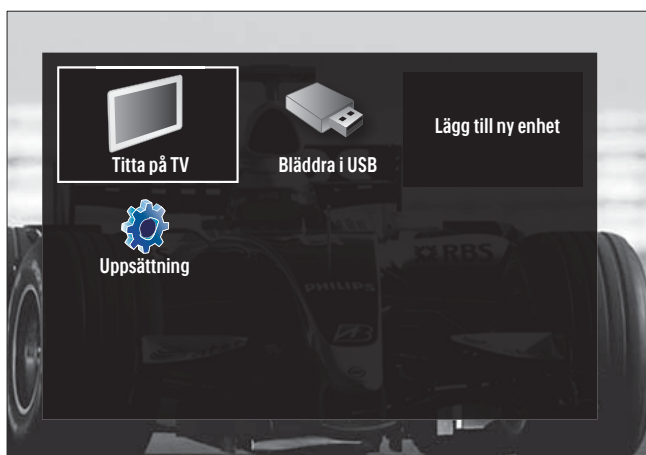 Titta på TV
Bläddra i USB
Lägg till ny enhet
Uppsättning
RBS
PHILIPS